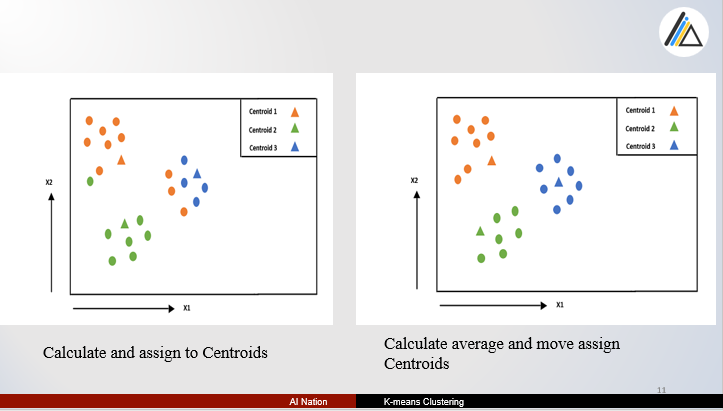 Centroid 1
Centroid 2
Centroid 3
X2
X1
Calculate and assign to Centroids
Centroid 1
Centroid 2
Centroid 3
X2
X1
Calculate average and move assign
Centroids
11
AI Nation
K-means Clustering